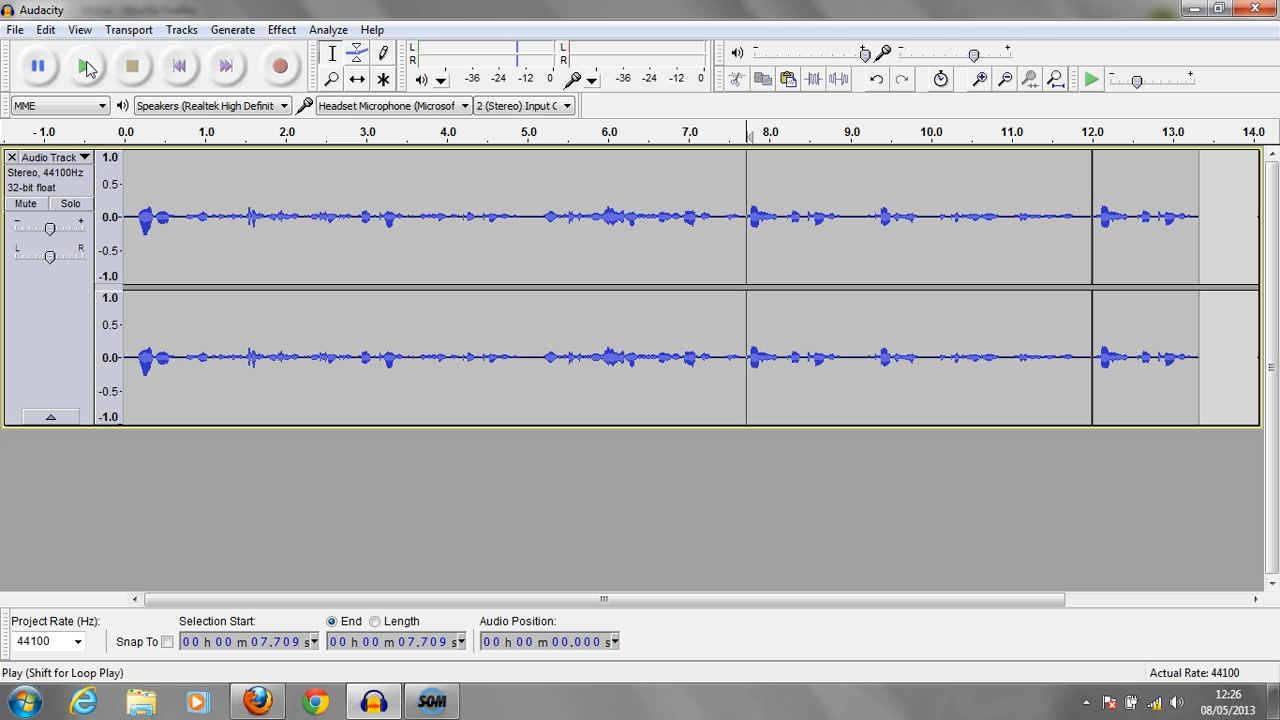 Audacity
File Edit View Transport Tracks Generate Effect Analyze Help
L
R
-36 -24 -12 0
L
R
-36 -24 -12 0
MME Speakers (Realtek High Definit Headset Microphone (Microsof 2 (Stereo) Input C
- 1.0 0.0 1.0 2.0 3.0 4.0 5.0 6.0 7.0 8.0 9.0 10.0 11.0 12.0 13.0 14.0
Audio Track
Stereo, 44100Hz
32-bit float
Mute Solo
- +
L R
1.0
0.5-
0.0-
-0.5-
-1.0
1.0
0.5-
0.0-
-0.5-
-1.0
Project Rate (Hz): Selection Start: End Length Audio Position:
44100 Snap To 00 h 00 m 07.709 s 00 h 00 m 07.709 s 00 h 00 m 00.000 s
Play (Shift for Loop Play) Actual Rate: 44100
SOM
12:26
08/05/2013